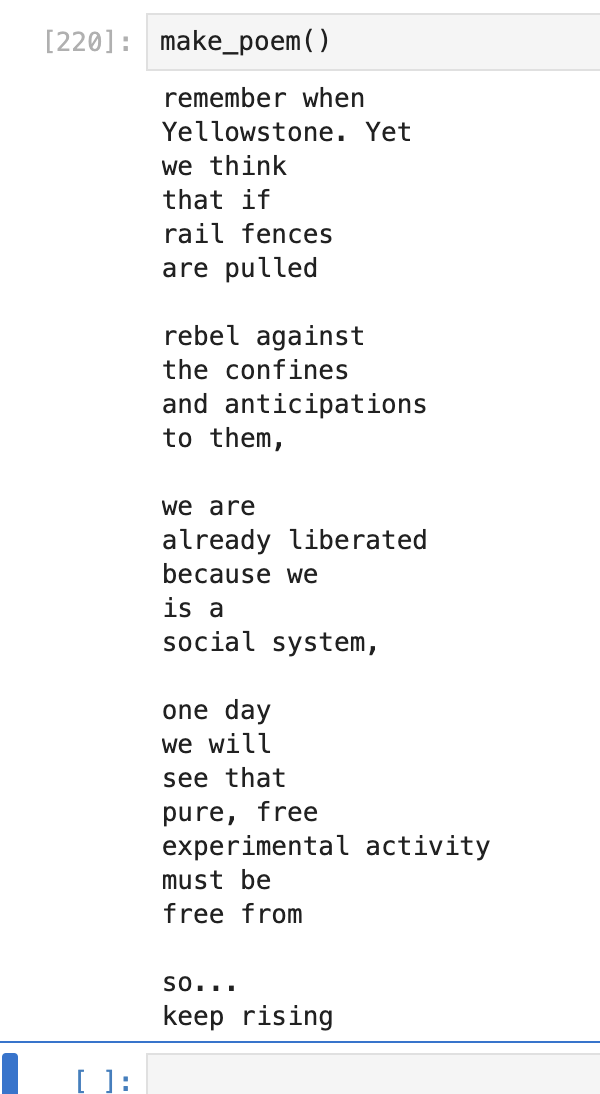 [220]: make_poem()
remember when
Yellowstone. Yet
we think
that if
rail fences
are pulled
rebel against
the confines
and anticipations
to them,
we are
already liberated
because we
is a
social system,
one day
we will
see that
pure, free
experimental activity
must be
free from
so...
keep rising
[ ]: